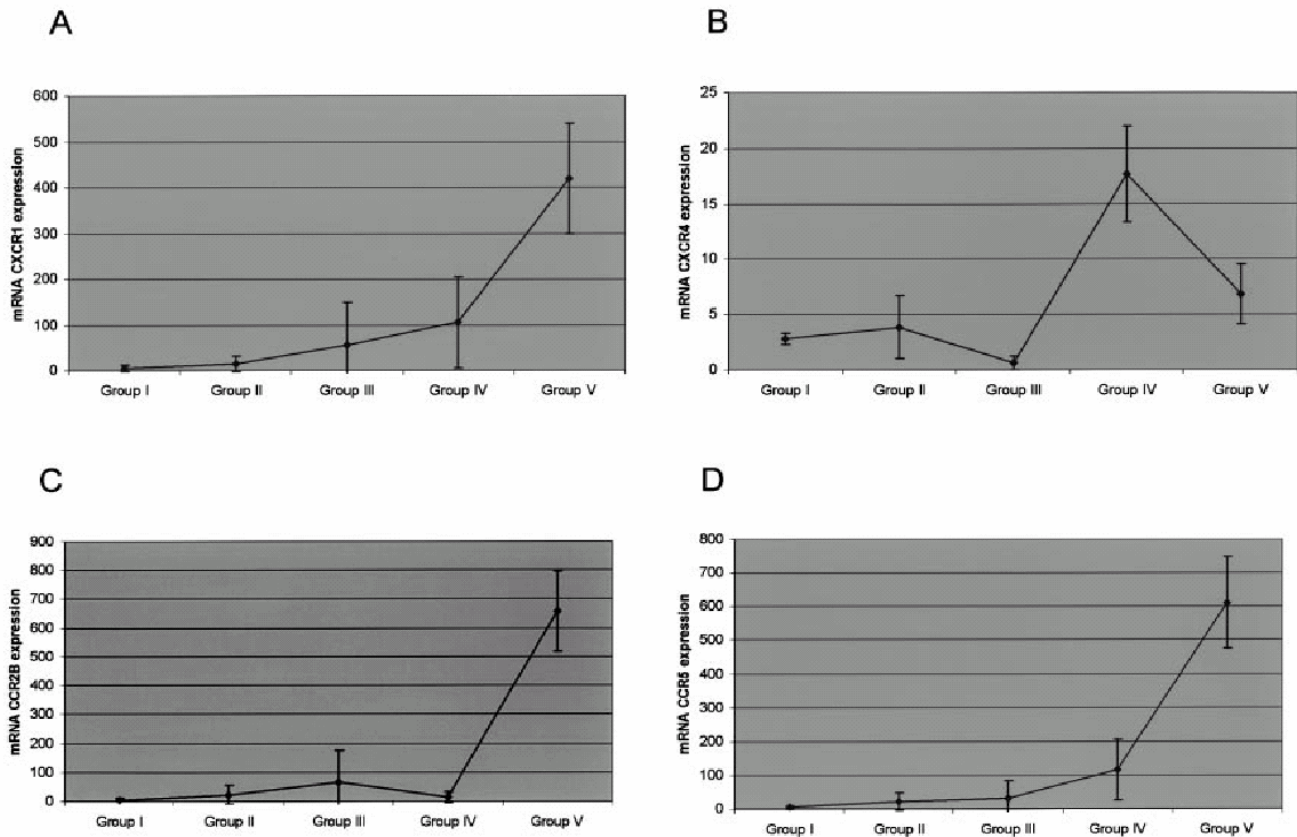 A
mRNA CXCR1 expression
600
500
400
300
200
100
0
Group I Group II Group III Group IV Group V
B
mRNA CXCR4 expression
25
20
15
10
5
0
Group I Group II Group III Group IV Group V
C
mRNA CCR2B expression
900
800
700
600
500
400
300
200
100
0
Group I Group II Group III Group IV Group V
D
mRNA CCR5 expression
800
700
600
500
400
300
200
100
0
Group I Group II Group III Group IV Group V